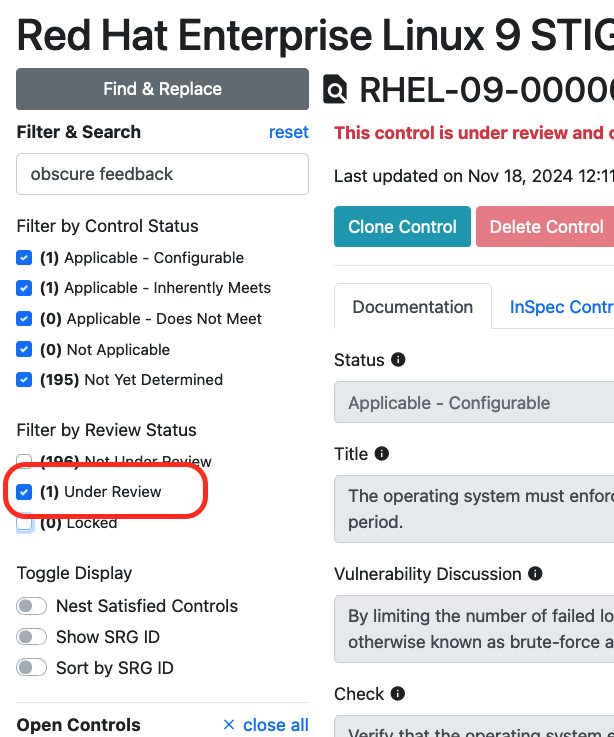 Red Hat Enterprise Linux 9 STIG
Find & Replace
RHEL-09-0000
Filter & Search
reset
This control is under review and
obscure feedback
Last updated on Nov 18, 2024 12:11
Filter by Control Status
Clone Control
Delete Control
(1) Applicable - Configurable
(1) Applicable - Inherently Meets
(0) Applicable - Does Not Meet
(0) Not Applicable
(195) Not Yet Determined
Documentation
InSpec Contr
Status
Applicable - Configurable
Filter by Review Status
(196) Not Under Review
(1) Under Review
(0) Locked
Title
The operating system must enforc
period.
Toggle Display
Nest Satisfied Controls
Show SRG ID
Sort by SRG ID
Vulnerability Discussion
By limiting the number of failed lo
otherwise known as brute-force a
Check
Open Controls
× close all
Verify that the operating system e